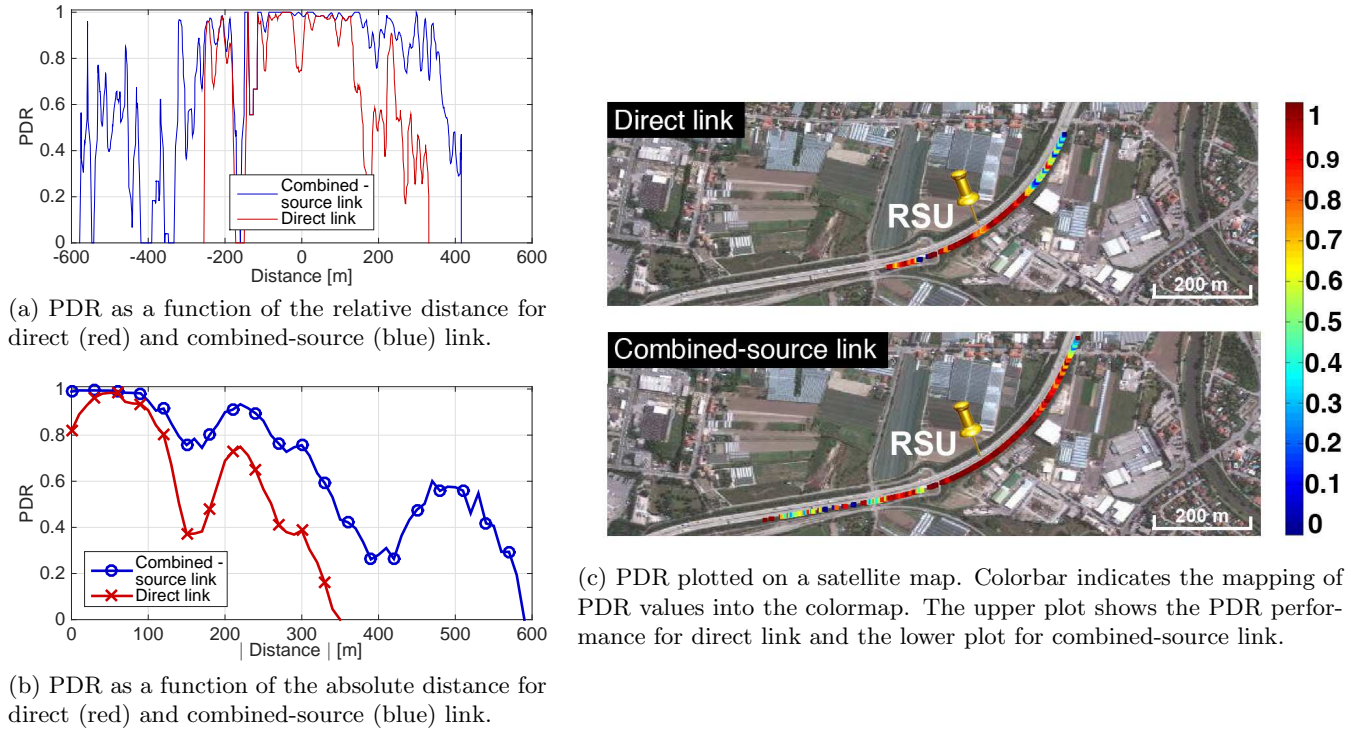 1
0.8
0.6
0.4
0.2
0
PDR
-600
-400
-200
0
200
400
600
Distance [m]
Combined -
source link
Direct link
(a) PDR as a function of the relative distance for
direct (red) and combined-source (blue) link.
1
0.8
0.6
0.4
0.2
0
PDR
0
100
200
300
400
500
600
| Distance | [m]
Combined -
source link
Direct link
(b) PDR as a function of the absolute distance for
direct (red) and combined-source (blue) link.
Direct link
RSU
200 m
Combined-source link
RSU
200 m
1
0.9
0.8
0.7
0.6
0.5
0.4
0.3
0.2
0.1
0
(c) PDR plotted on a satellite map. Colorbar indicates the mapping of
PDR values into the colormap. The upper plot shows the PDR perfor-
mance for direct link and the lower plot for combined-source link.